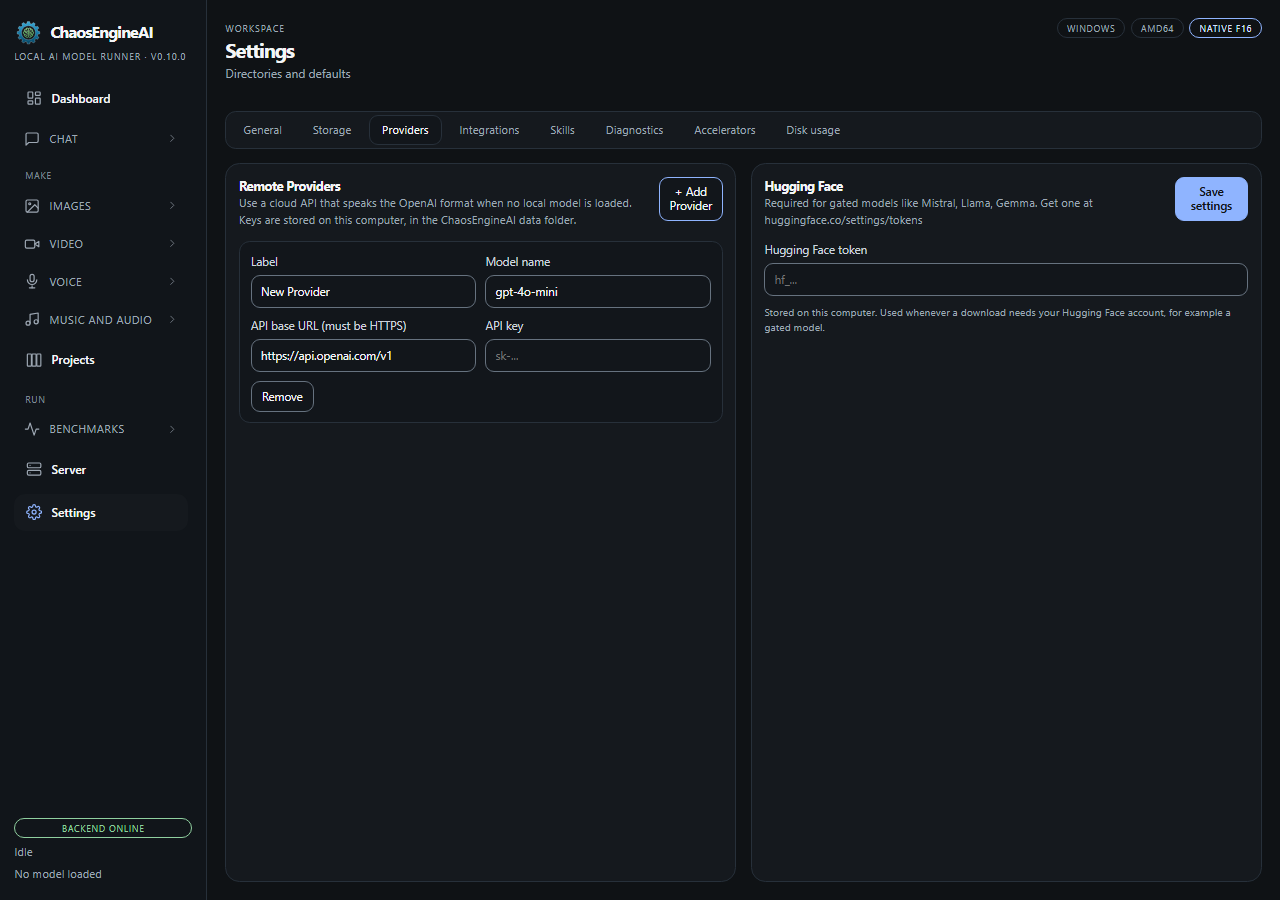 ChaosEngineAI
LOCAL AI MODEL RUNNER · V0.10.0
Dashboard
CHAT
MAKE
IMAGES
VIDEO
VOICE
MUSIC AND AUDIO
Projects
RUN
BENCHMARKS
Server
Settings
BACKEND ONLINE
Idle
No model loaded
WORKSPACE
Settings
Directories and defaults
WINDOWS
AMD64
NATIVE F16
General
Storage
Providers
Integrations
Skills
Diagnostics
Accelerators
Disk usage
Remote Providers
Use a cloud API that speaks the OpenAI format when no local model is loaded.
Keys are stored on this computer, in the ChaosEngineAI data folder.
+ Add
Provider
Label
Model name
New Provider
gpt-4o-mini
API base URL (must be HTTPS)
API key
https://api.openai.com/v1
sk-...
Remove
Hugging Face
Required for gated models like Mistral, Llama, Gemma. Get one at
huggingface.co/settings/tokens
Save
settings
Hugging Face token
hf_...
Stored on this computer. Used whenever a download needs your Hugging Face account, for example a
gated model.